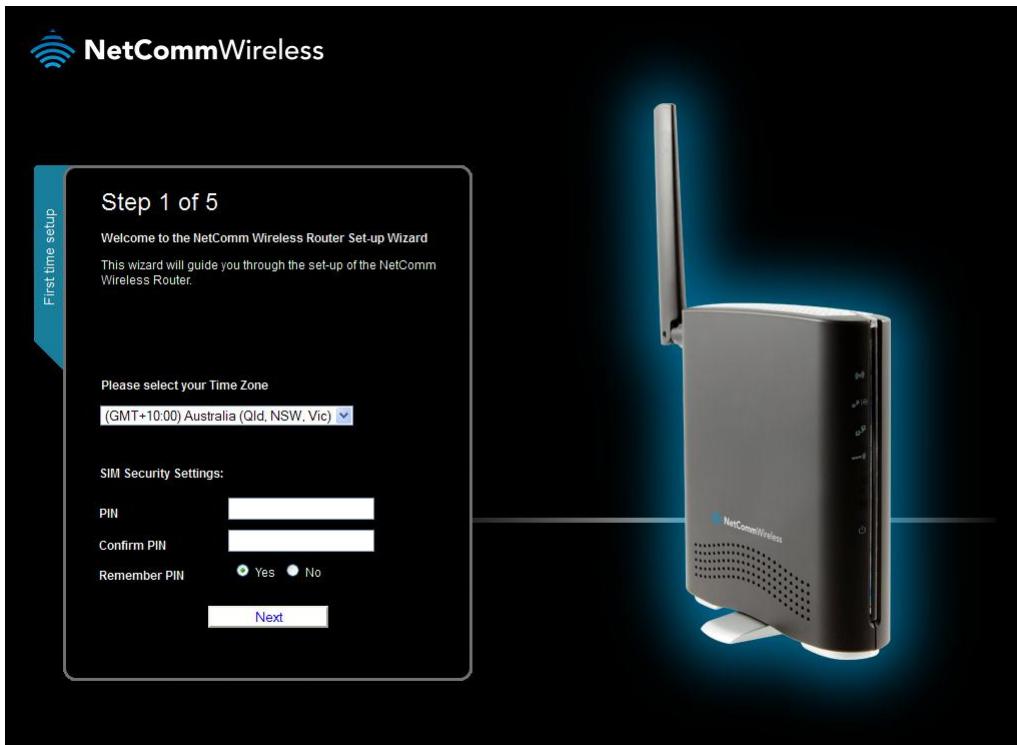 NetCommWireless
First time setup
Step 1 of 5
Welcome to the NetComm Wireless Router Set-up Wizard
This wizard will guide you through the set-up of the NetComm
Wireless Router.
Please select your Time Zone
(GMT+10:00) Australia (Qld, NSW, Vic)
SIM Security Settings:
PIN
Confirm PIN
Remember PIN
Yes No
Next
NetCommWireless